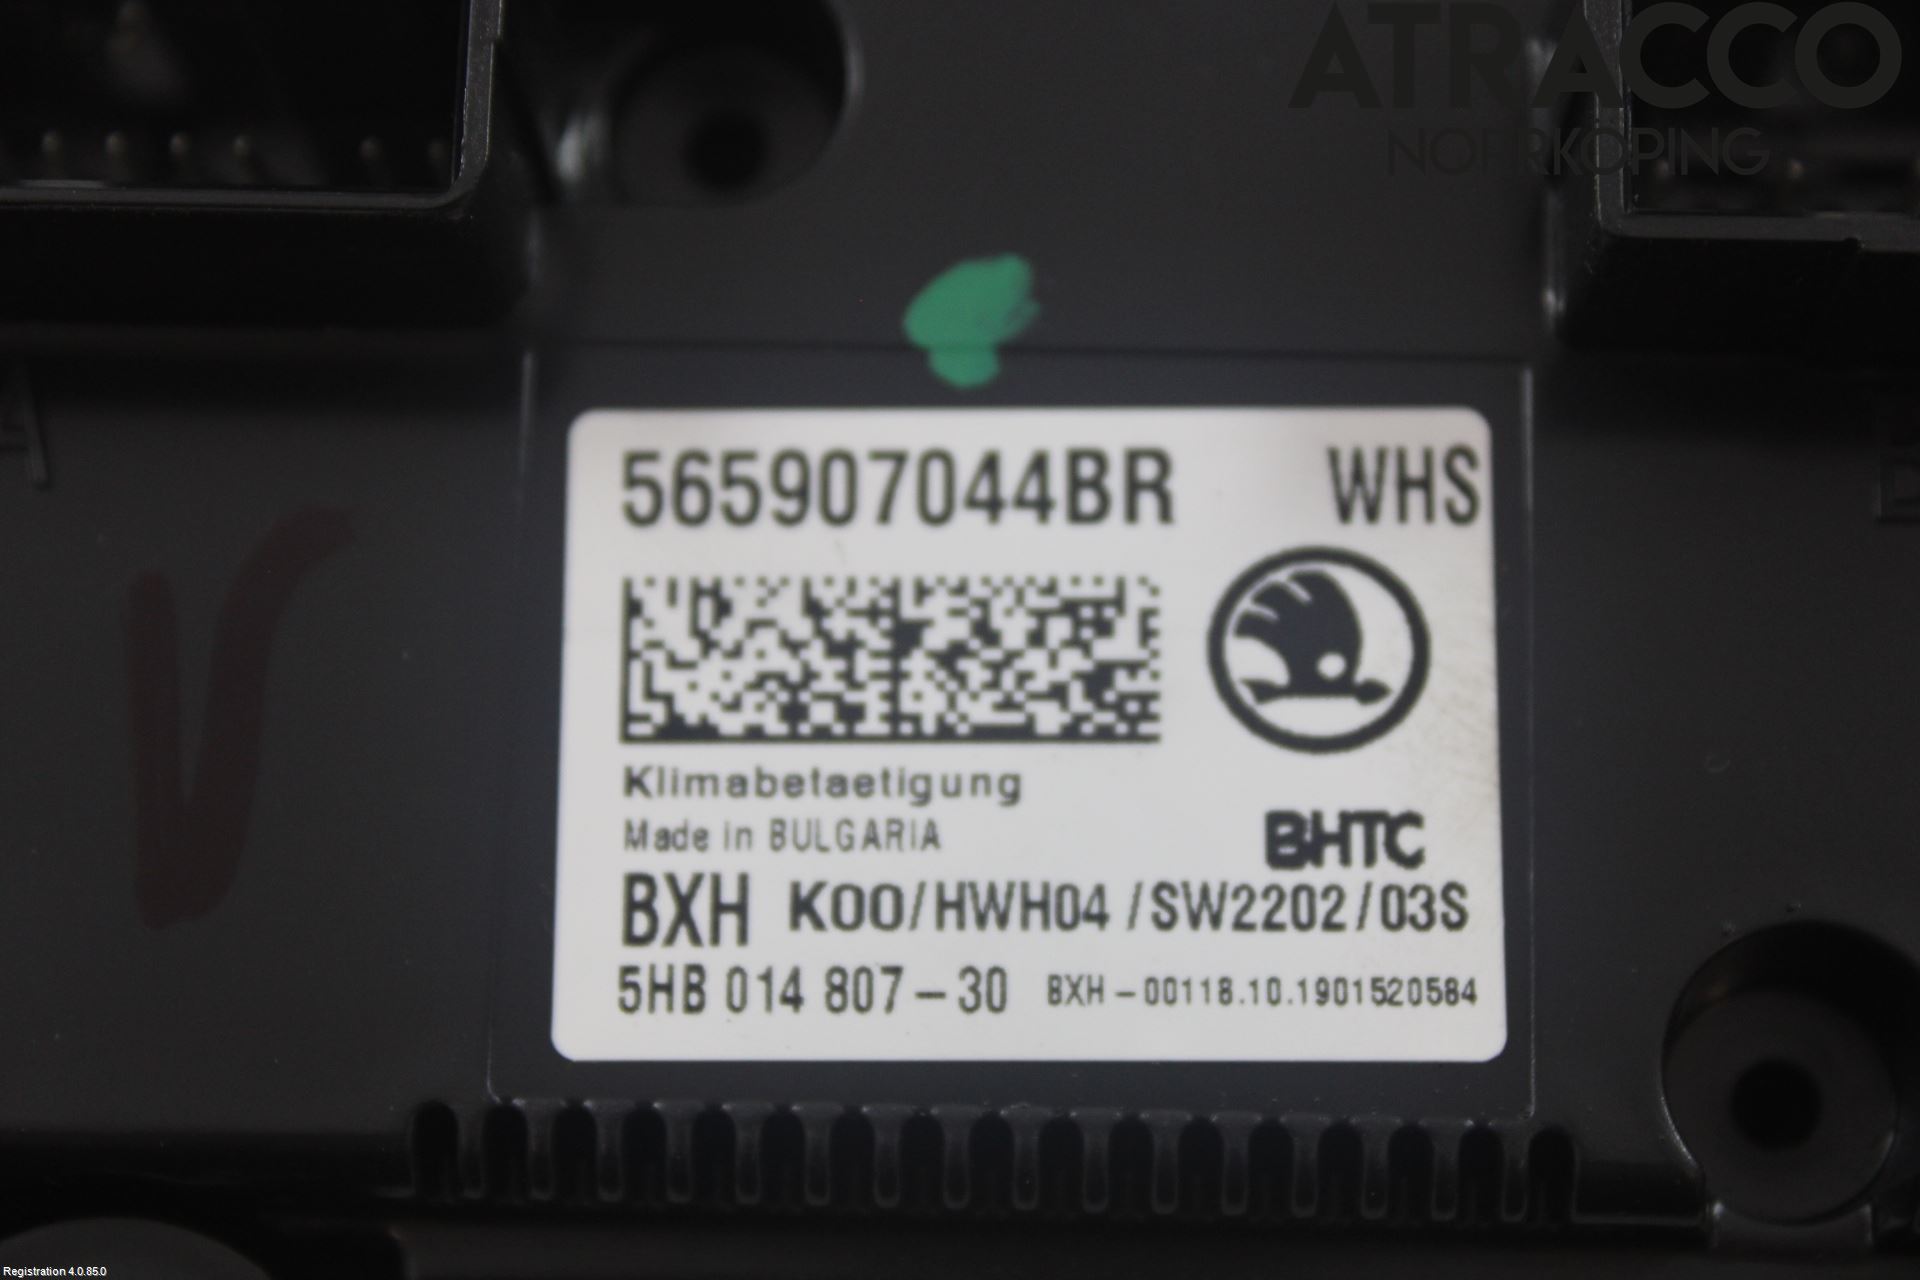 ATRACCO
NORRKÖPING
565907044BR WHS
Klimabetaetigung
Made in BULGARIA
BHTC
BXH K00/HWH04 /SW2202/03S
5HB 014 807-30 BXH-00118.10.1901520584
A
V
Registration 4.0.85.0